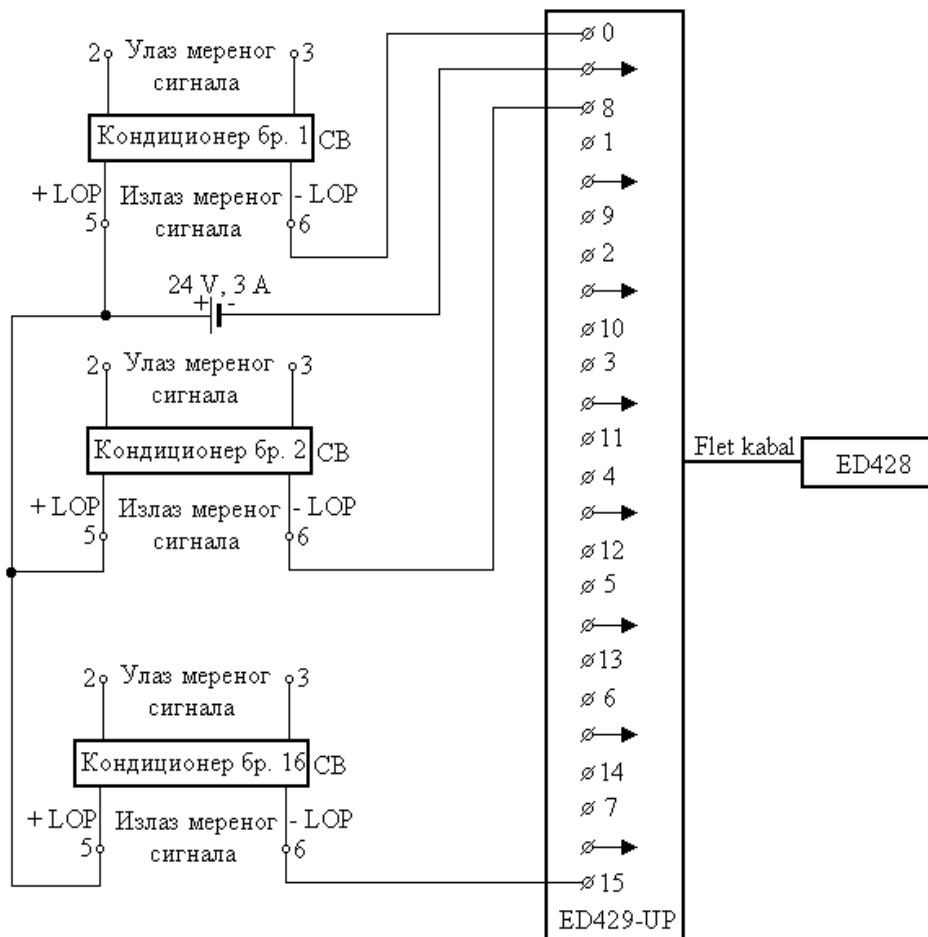 2 Улаз мереног 3
сигнала
Кондиционер бр. 1 СВ
+ LOP Излаз мереног - LOP
5 сигнала 6
24 V, 3 A
+ -
2 Улаз мереног 3
сигнала
Кондиционер бр. 2 СВ
+ LOP Излаз мереног - LOP
5 сигнала 6
2 Улаз мереног 3
сигнала
Кондиционер бр. 16 СВ
+ LOP Излаз мереног - LOP
5 сигнала 6
0
8
1
9
2
10
3
11
4
12
5
13
6
14
7
15
ED429-UP
Flet kabal
ED428